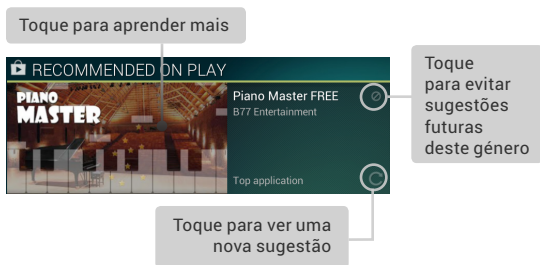 Toque para aprender mais
RECOMMENDED ON PLAY
PIANO
MASTER
Piano Master FREE
B77 Entertainment
Top application
Toque
para evitar
sugestões
futuras
deste género
Toque para ver uma
nova sugestão